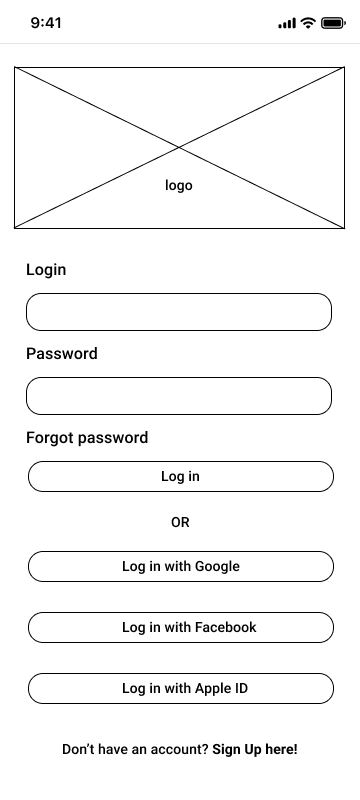 9:41
logo
Login
Password
Forgot password
Log in
OR
Log in with Google
Log in with Facebook
Log in with Apple ID
Don’t have an account? Sign Up here!